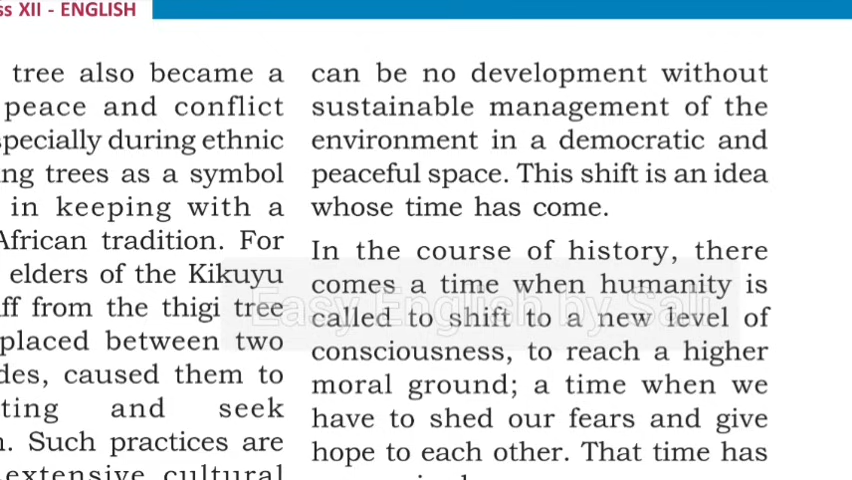 ss XII - ENGLISH
tree also became a
peace and conflict
specially during ethnic
ng trees as a symbol
in keeping with a
African tradition. For
elders of the Kikuyu
ff from the thigi tree
placed between two
des, caused them to
ting and seek
n. Such practices are
extensive cultural
can be no development without
sustainable management of the
environment in a democratic and
peaceful space. This shift is an idea
whose time has come.
In the course of history, there
comes a time when humanity is
called to shift to a new level of
consciousness, to reach a higher
moral ground; a time when we
have to shed our fears and give
hope to each other. That time has
Easy English by Sali